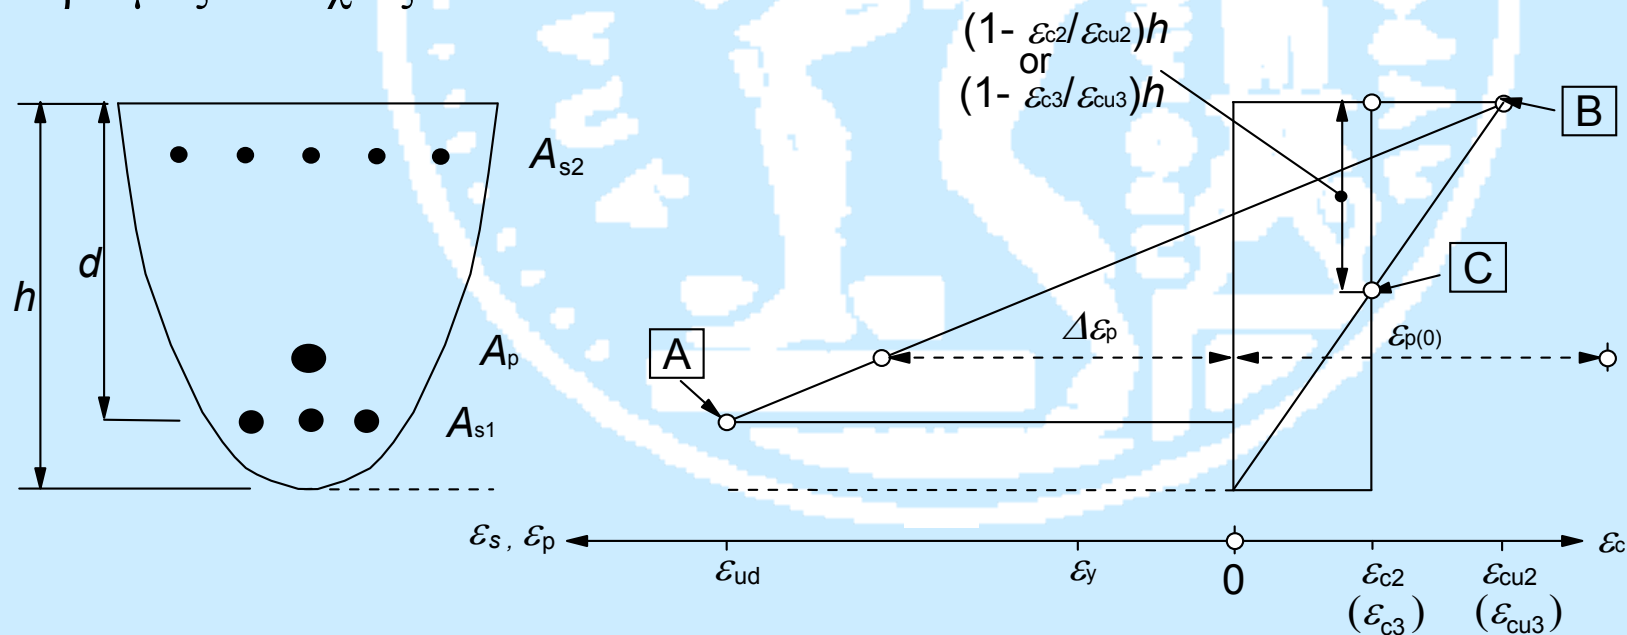 (1- εc2/εcu2)h
or
(1- εc3/εcu3)h
B
As2
d
h
C
Δεp
εp(0)
A
Ap
As1
εs , εp
εud
εy
0
εc2
(εc3)
εcu2
(εcu3)
εc